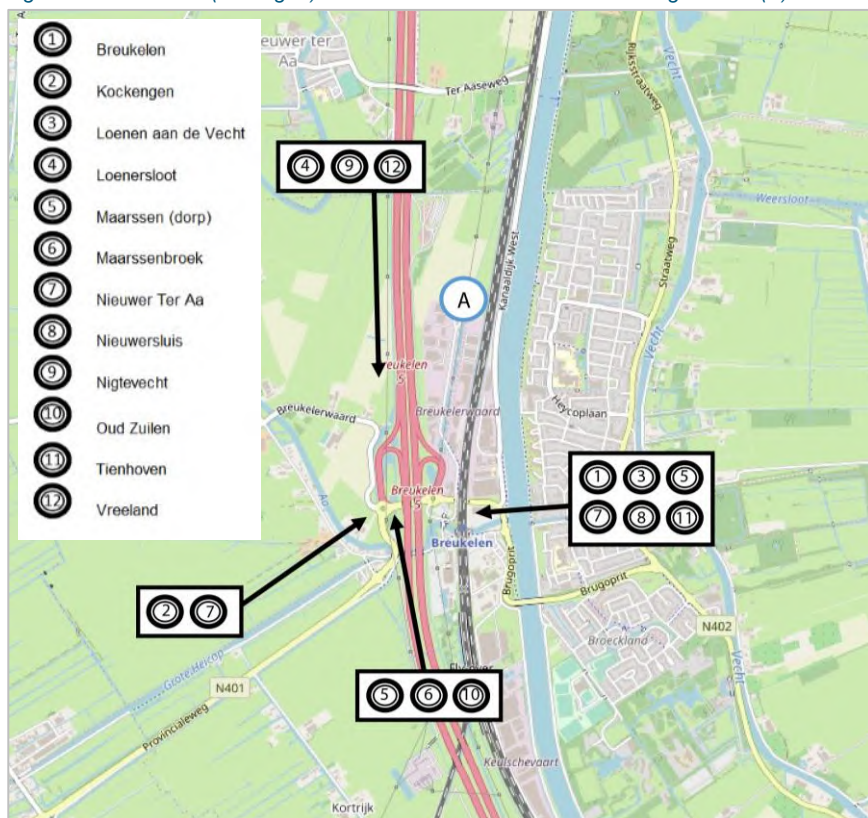 1 Breukelen
2 Kockengen
3 Loenen aan de Vecht
4 Loenersloot
5 Maarssen (dorp)
6 Maarssenbroek
7 Nieuwer Ter Aa
8 Nieuwersluis
9 Nigtevecht
10 Oud Zuilen
11 Tienhoven
12 Vreeland
ieuwer ter
Aa
Ter Aaseweg
Rijksstraatweg
Vecht
4 9 12
Weersloot
Kanaaldijk West
Straatweg
A
Vecht
Breukelen
5
Breukelerwaard
Breukelerwaard
Heycoplaan
Aa
Breukelen
5
1 3 5
7 8 11
Breukelen
Brugoprit
Brugoprit
2 7
Broeckland
N402
Vecht
Grote Heicop
5 6 10
N401
Provincialeweg
Keulschevaart
Kortrijk